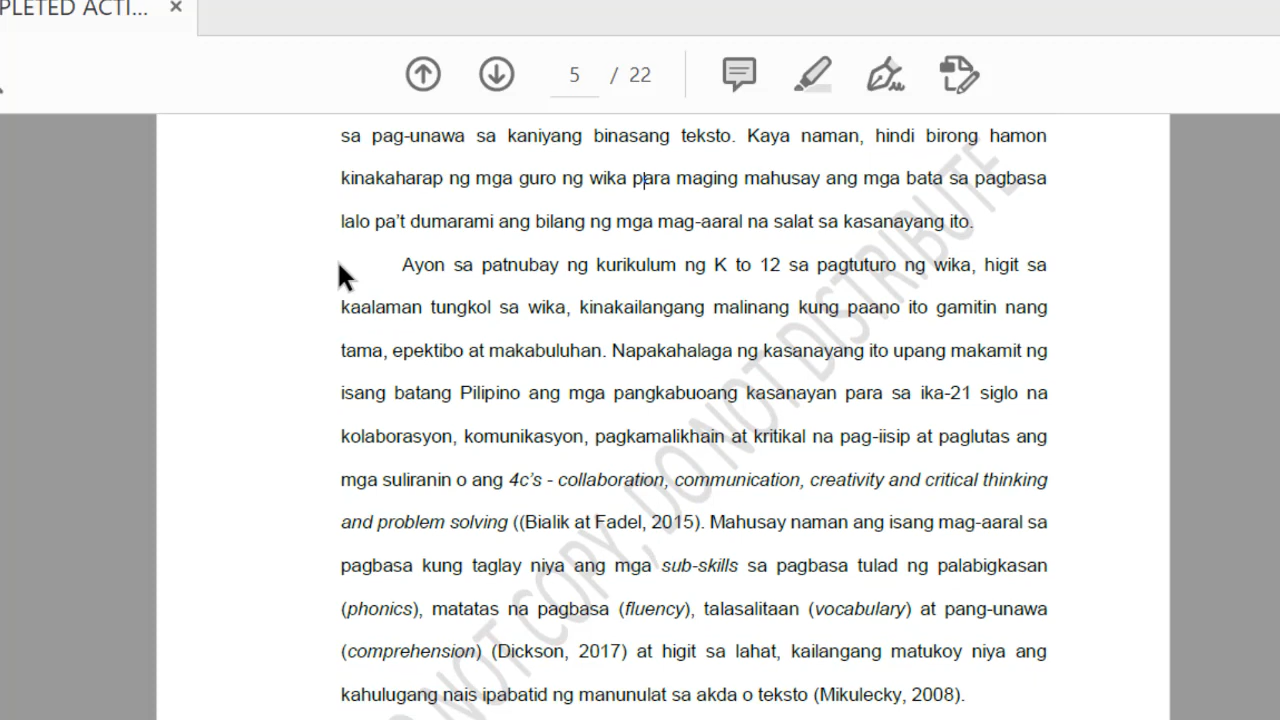 PLETED ACTI... ×
5 / 22
sa pag-unawa sa kaniyang binasang teksto. Kaya naman, hindi birong hamon
kinakaharap ng mga guro ng wika para maging mahusay ang mga bata sa pagbasa
lalo pa’t dumarami ang bilang ng mga mag-aaral na salat sa kasanayang ito.
Ayon sa patnubay ng kurikulum ng K to 12 sa pagtuturo ng wika, higit sa
kaalaman tungkol sa wika, kinakailangang malinang kung paano ito gamitin nang
tama, epektibo at makabuluhan. Napakahalaga ng kasanayang ito upang makamit ng
isang batang Pilipino ang mga pangkabuoang kasanayan para sa ika-21 siglo na
kolaborasyon, komunikasyon, pagkamalikhain at kritikal na pag-iisip at paglutas ang
mga suliranin o ang 4c’s - collaboration, communication, creativity and critical thinking
and problem solving ((Bialik at Fadel, 2015). Mahusay naman ang isang mag-aaral sa
pagbasa kung taglay niya ang mga sub-skills sa pagbasa tulad ng palabigkasan
(phonics), matatas na pagbasa (fluency), talasalitaan (vocabulary) at pang-unawa
(comprehension) (Dickson, 2017) at higit sa lahat, kailangang matukoy niya ang
kahulugang nais ipabatid ng manunulat sa akda o teksto (Mikulecky, 2008).
DO NOT COPY, DO NOT DISTRIBUTE